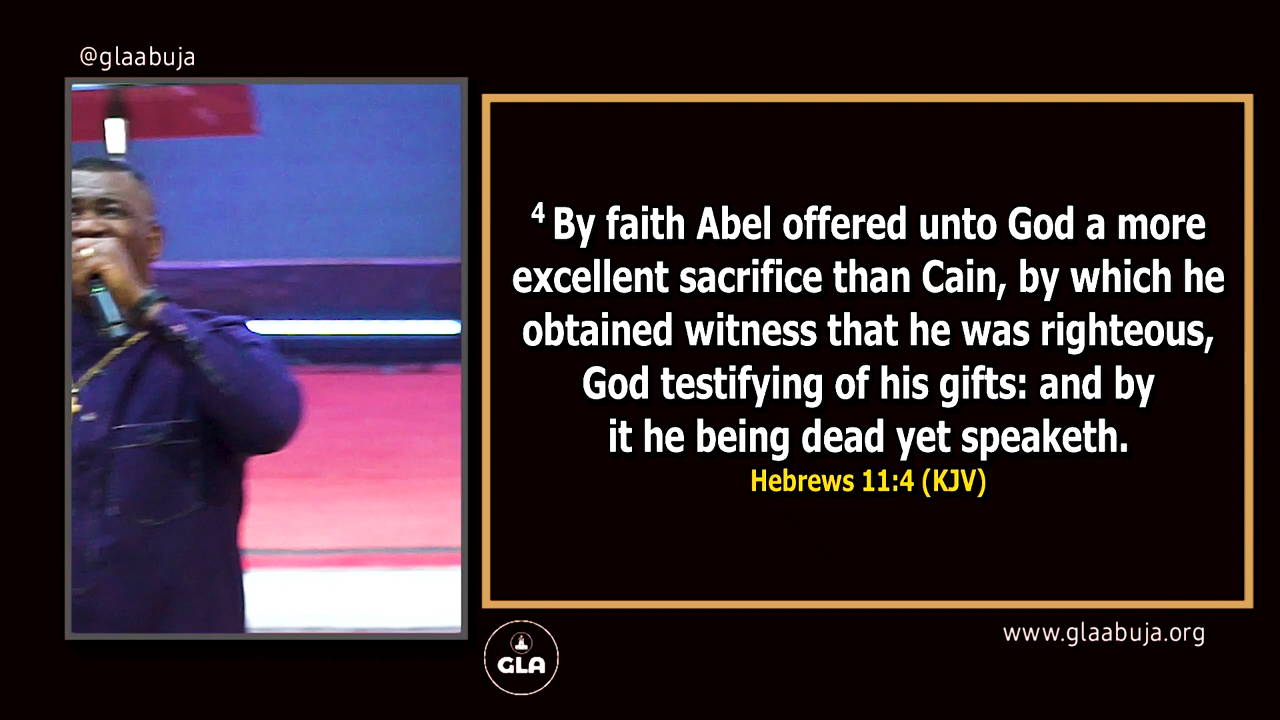 @glaabuja
4 By faith Abel offered unto God a more
excellent sacrifice than Cain, by which he
obtained witness that he was righteous,
God testifying of his gifts: and by
it he being dead yet speaketh.
Hebrews 11:4 (KJV)
www.glaabuja.org
GLA